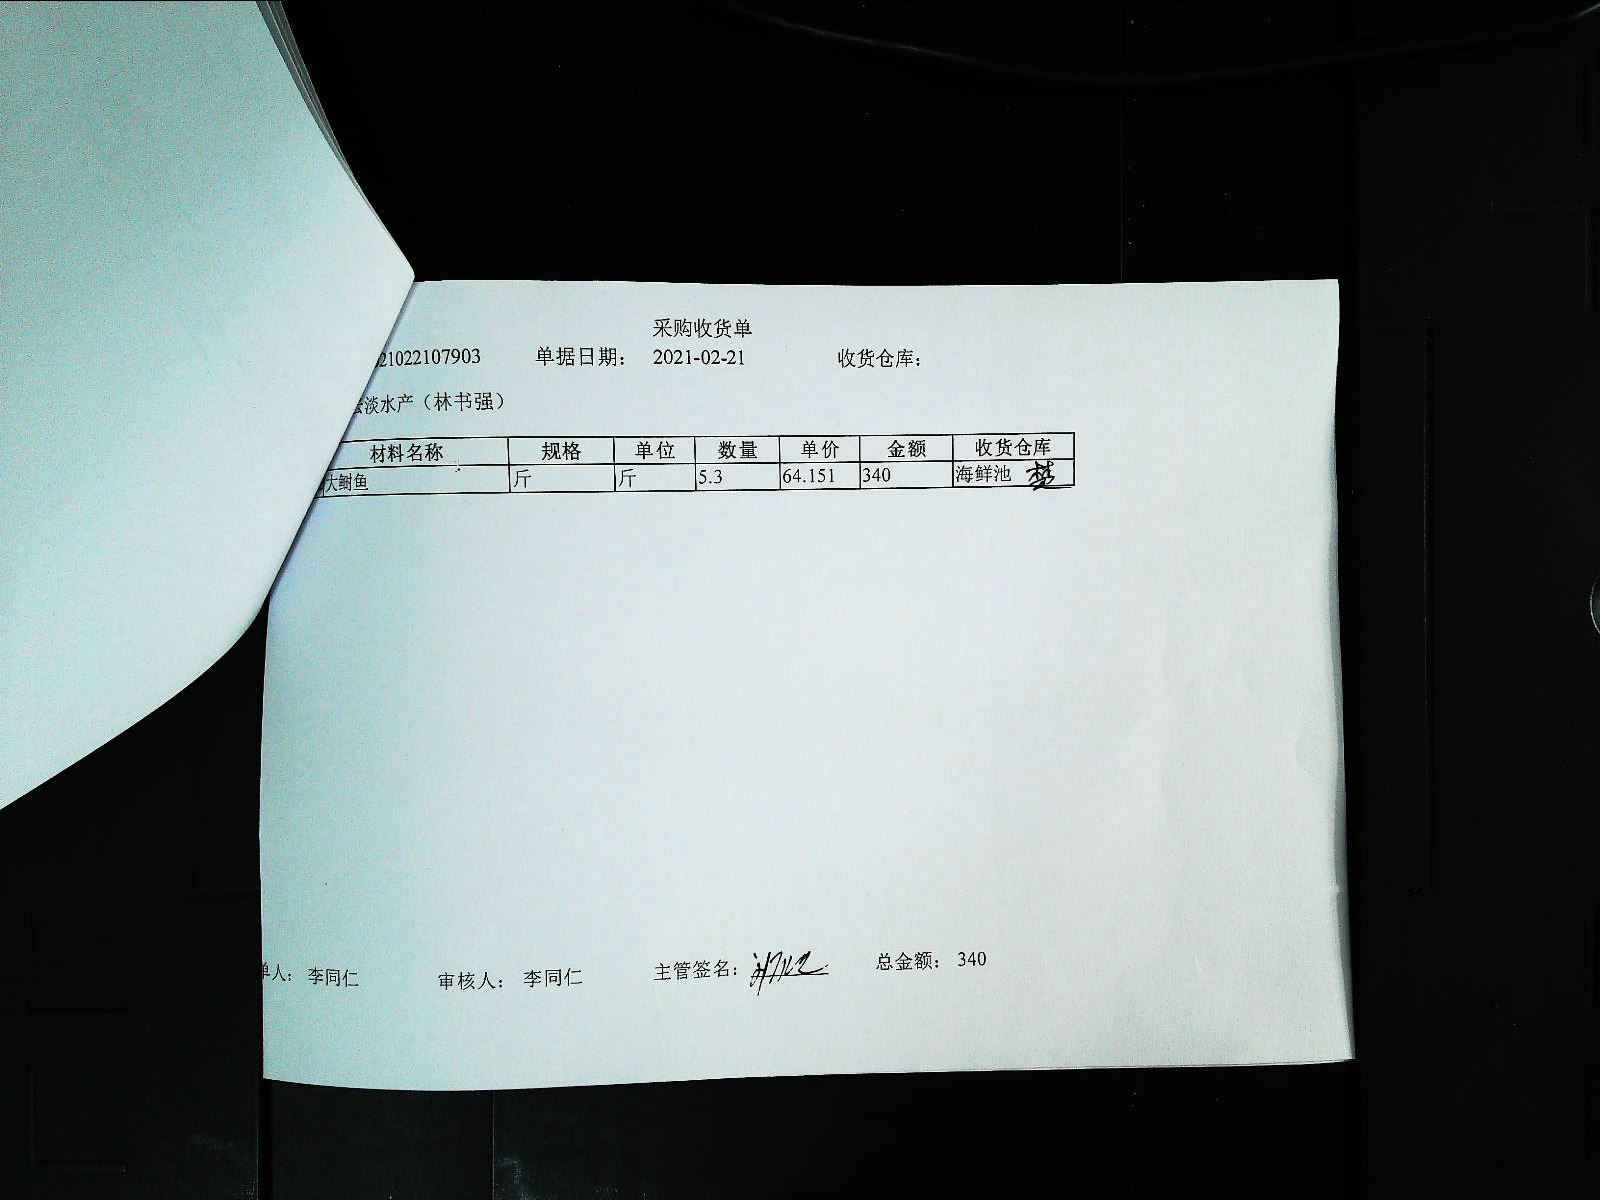 采购收货单
21022107903 单据日期： 2021-02-21 收货仓库：
淡水产（林书强）
材料名称 规格 单位 数量 单价 金额 收货仓库
大鲥鱼 斤 斤 5.3 64.151 340 海鲜池
单人： 李同仁 审核人： 李同仁 主管签名： 总金额： 340